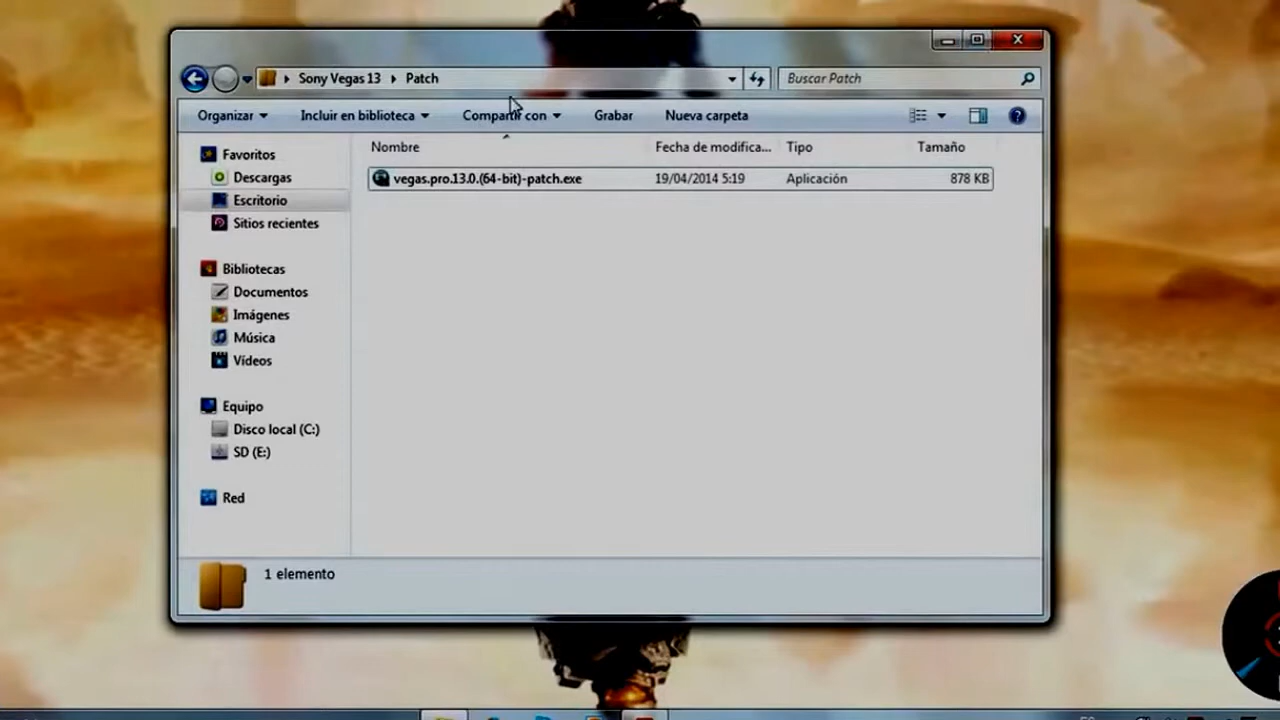 Sony Vegas 13 Patch
Buscar Patch
Organizar Incluir en biblioteca Compartir con Grabar Nueva carpeta
Nombre Fecha de modifica... Tipo Tamaño
vegas.pro.13.0.(64-bit)-patch.exe 19/04/2014 5:19 Aplicación 878 KB
Favoritos
Descargas
Escritorio
Sitios recientes
Bibliotecas
Documentos
Imágenes
Música
Vídeos
Equipo
Disco local (C:)
SD (E:)
Red
1 elemento